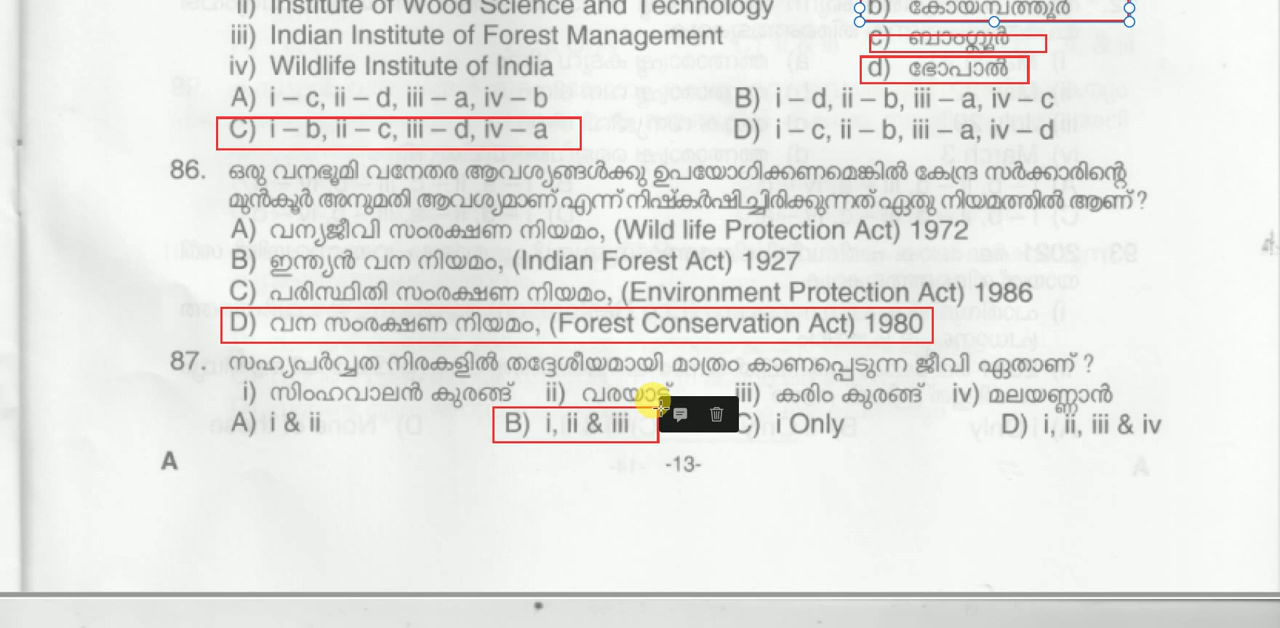 ii) Institute of Wood Science and Technology b) കോയമ്പത്തൂർ
iii) Indian Institute of Forest Management c) ബാംഗ്ലൂർ
iv) Wildlife Institute of India d) ഭോപാൽ
A) i – c, ii – d, iii – a, iv – b B) i – d, ii – b, iii – a, iv – c
C) i – b, ii – c, iii – d, iv – a D) i – c, ii – b, iii – a, iv – d
86. ഒരു വനഭൂമി വനേതര ആവശ്യങ്ങൾക്കു ഉപയോഗിക്കണമെങ്കിൽ കേന്ദ്ര സർക്കാരിന്റെ
മുൻകൂർ അനുമതി ആവശ്യമാണ് എന്ന് നിഷ്കർഷിച്ചിരിക്കുന്നത് ഏതു നിയമത്തിൽ ആണ് ?
A) വന്യജീവി സംരക്ഷണ നിയമം, (Wild life Protection Act) 1972
B) ഇന്ത്യൻ വന നിയമം, (Indian Forest Act) 1927
C) പരിസ്ഥിതി സംരക്ഷണ നിയമം, (Environment Protection Act) 1986
D) വന സംരക്ഷണ നിയമം, (Forest Conservation Act) 1980
87. സഹ്യപർവ്വത നിരകളിൽ തദ്ദേശീയമായി മാത്രം കാണപ്പെടുന്ന ജീവി ഏതാണ് ?
i) സിംഹവാലൻ കുരങ്ങ് ii) വരയാട് iii) കരിം കുരങ്ങ് iv) മലയണ്ണാൻ
A) i & ii B) i, ii & iii C) i Only D) i, ii, iii & iv
A -13-